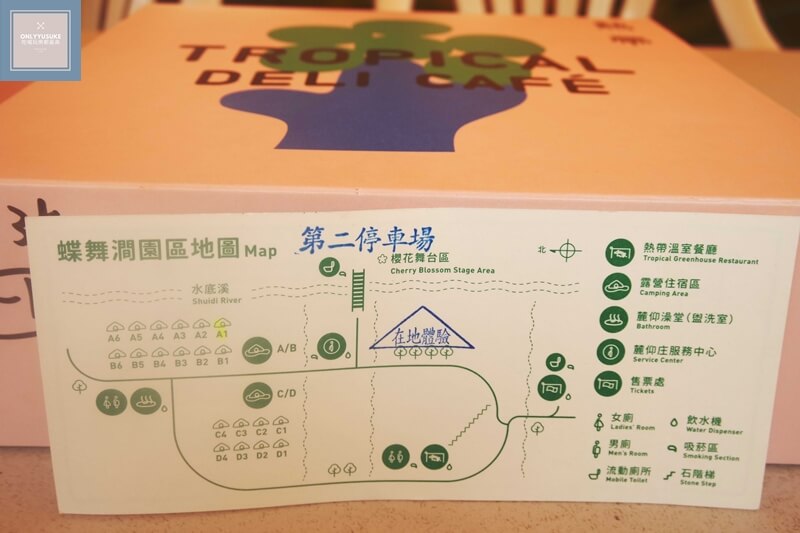 ONLYYUSUKE
TROPICAL
DELI CAFÉ
蝶舞澗園區地圖 Map
第二停車場
櫻花舞台區
Cherry Blossom Stage Area
北
水底溪
Shuidi River
A6 A5 A4 A3 A2 A1
B6 B5 B4 B3 B2 B1
A/B
在地體驗
C/D
C4 C3 C2 C1
D4 D3 D2 D1
熱帶溫室餐廳
Tropical Greenhouse Restaurant
露營住宿區
Camping Area
麓仰澡堂(盥洗室)
Bathroom
麓仰庄服務中心
Service Center
售票處
Tickets
女廁
Ladies' Room
飲水機
Water Dispenser
男廁
Men's Room
吸菸區
Smoking Section
流動廁所
Mobile Toilet
石階梯
Stone Step